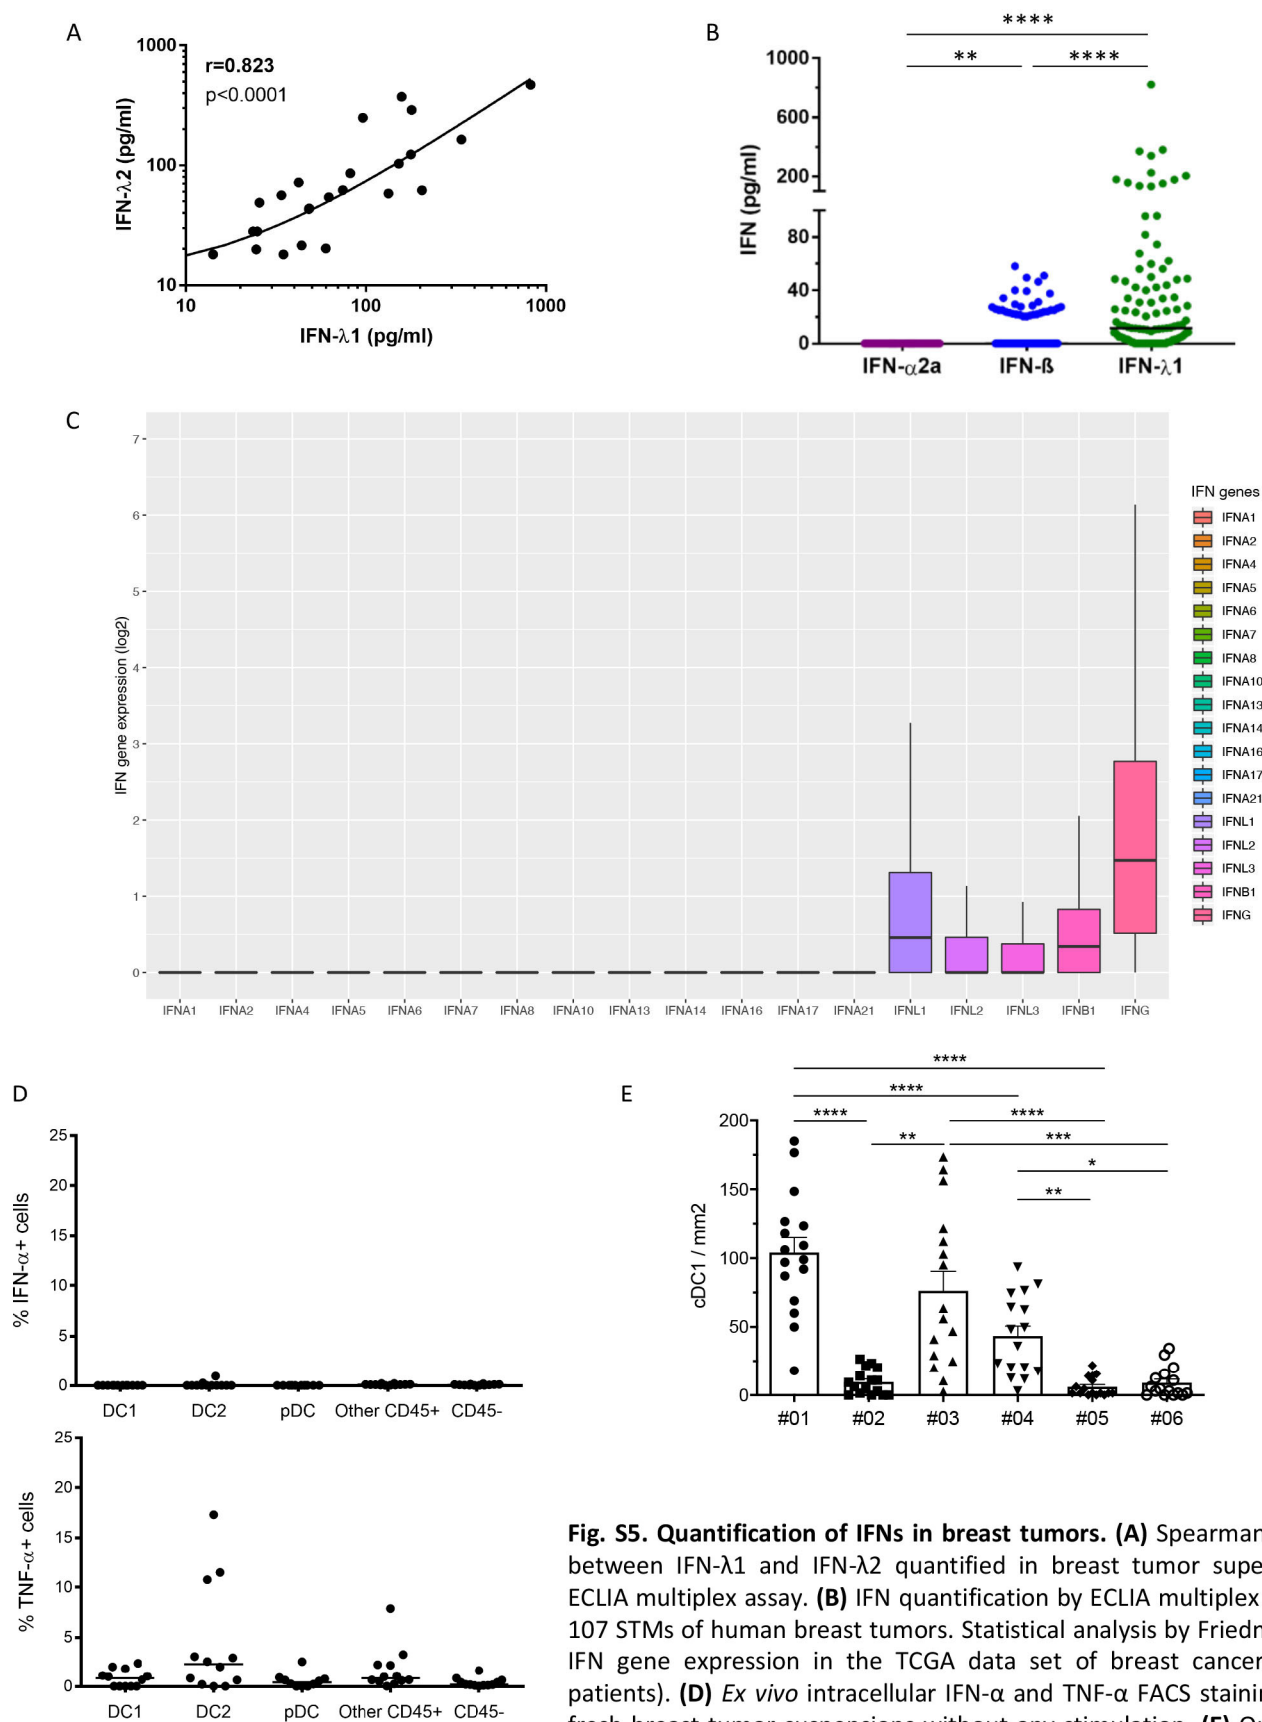 A
1000
100
10
r=0.823
p<0.0001
IFN-λ2 (pg/ml)
10 100 1000
IFN-λ1 (pg/ml)
B
****
** ****
1000
600
200
80
40
0
IFN (pg/ml)
IFN-α2a IFN-ß IFN-λ1
C
7
6
5
4
3
2
1
0
IFN gene expression (log2)
IFNA1 IFNA2 IFNA4 IFNA5 IFNA6 IFNA7 IFNA8 IFNA10 IFNA13 IFNA14 IFNA16 IFNA17 IFNA21 IFNL1 IFNL2 IFNL3 IFNB1 IFNG
IFN genes
IFNA1
IFNA2
IFNA4
IFNA5
IFNA6
IFNA7
IFNA8
IFNA10
IFNA13
IFNA14
IFNA16
IFNA17
IFNA21
IFNL1
IFNL2
IFNL3
IFNB1
IFNG
D
25
20
15
10
5
0
% IFN-α+ cells
DC1 DC2 pDC Other CD45+ CD45-
25
20
15
10
5
0
% TNF-α+ cells
DC1 DC2 pDC Other CD45+ CD45-
E
****
****
**** ****
** ***
*
**
200
150
100
50
0
cDC1 / mm2
#01 #02 #03 #04 #05 #06
Fig. S5. Quantification of IFNs in breast tumors. (A) Spearman
between IFN-λ1 and IFN-λ2 quantified in breast tumor supe
ECLIA multiplex assay. (B) IFN quantification by ECLIA multiplex
107 STMs of human breast tumors. Statistical analysis by Friedn
IFN gene expression in the TCGA data set of breast cancer
patients). (D) Ex vivo intracellular IFN-α and TNF-α FACS stainin
fresh breast tumor suspensions without any stimulation. (E)